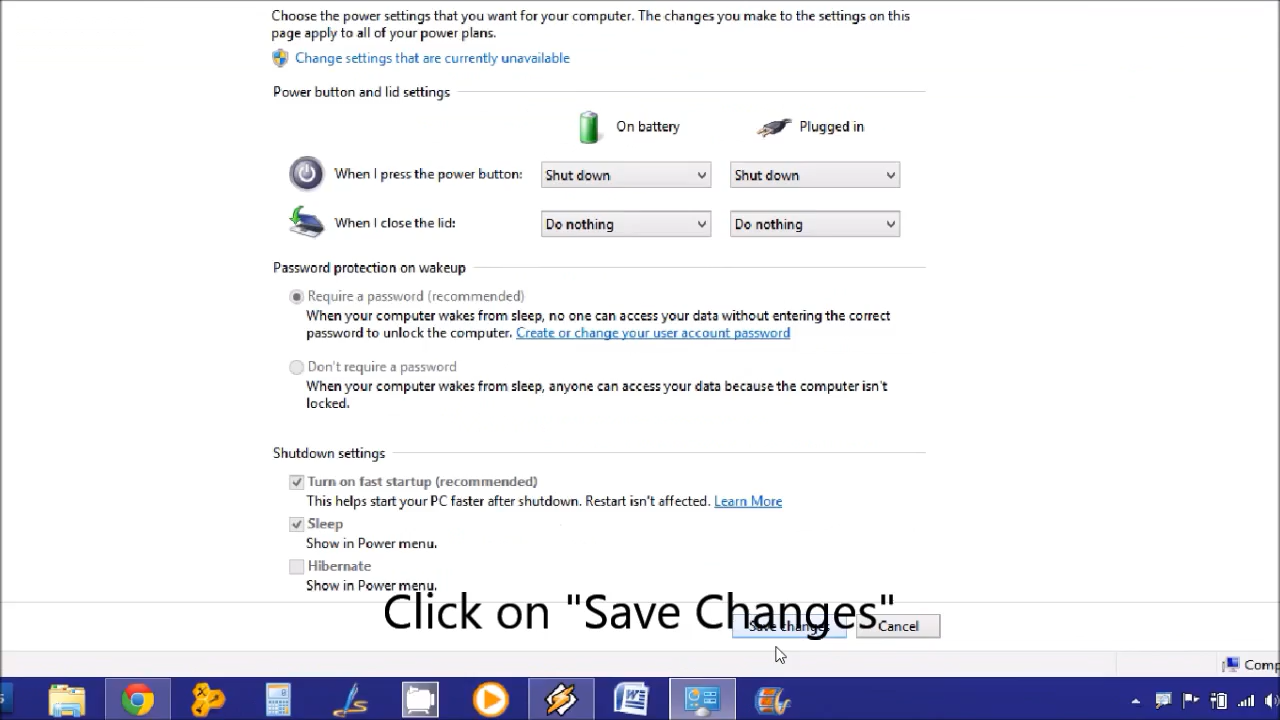 Choose the power settings that you want for your computer. The changes you make to the settings on this
page apply to all of your power plans.
Change settings that are currently unavailable
Power button and lid settings
On battery
Plugged in
When I press the power button:
Shut down
Shut down
When I close the lid:
Do nothing
Do nothing
Password protection on wakeup
Require a password (recommended)
When your computer wakes from sleep, no one can access your data without entering the correct
password to unlock the computer. Create or change your user account password
Don't require a password
When your computer wakes from sleep, anyone can access your data because the computer isn't
locked.
Shutdown settings
Turn on fast startup (recommended)
This helps start your PC faster after shutdown. Restart isn't affected. Learn More
Sleep
Show in Power menu.
Hibernate
Show in Power menu.
Click on "Save Changes"
Save changes
Cancel
Comp